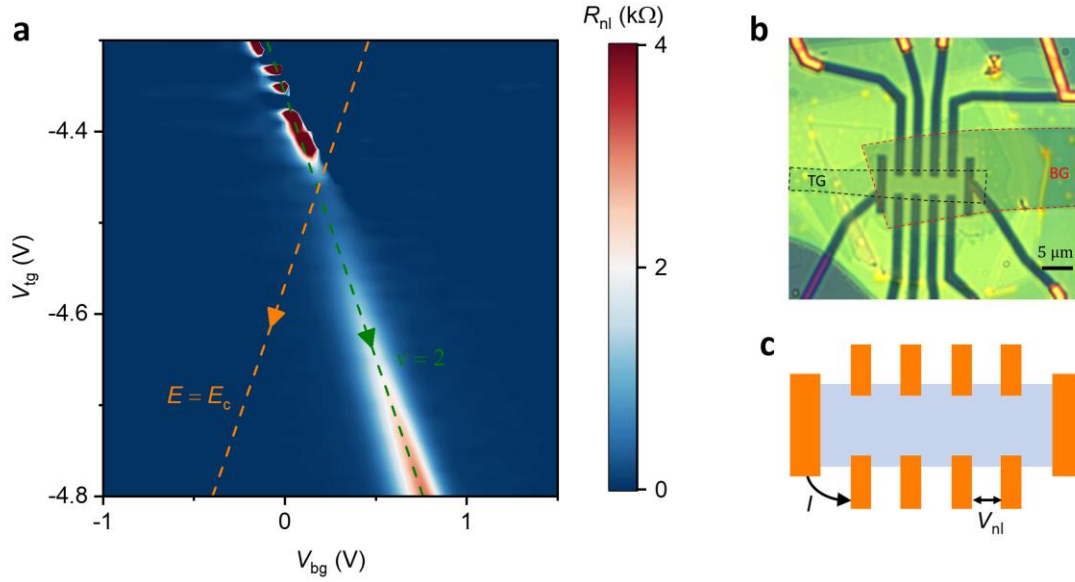 a
R_nl (kΩ)
4
2
0
-4.4
-4.6
-4.8
V_tg (V)
-1
0
1
V_bg (V)
E = E_c
ν = 2
b
TG
BG
5 μm
c
I
V_nl